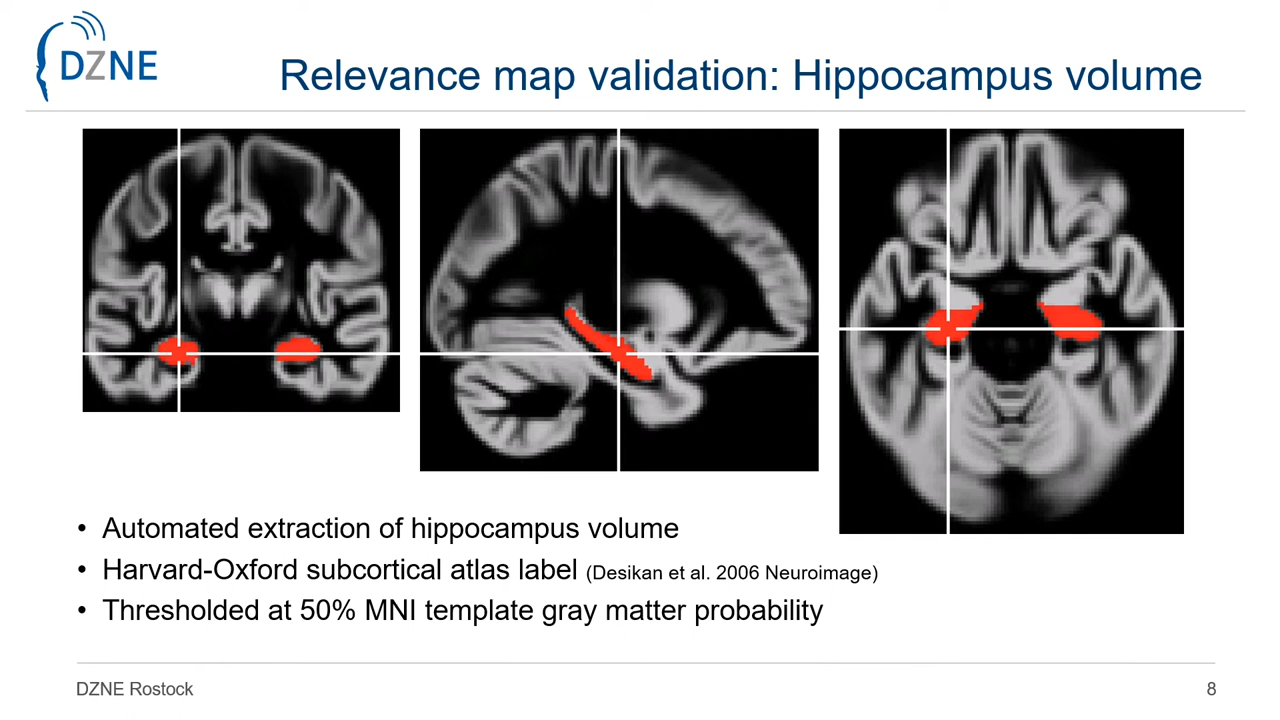 DZNE
Relevance map validation: Hippocampus volume
• Automated extraction of hippocampus volume
• Harvard-Oxford subcortical atlas label (Desikan et al. 2006 Neuroimage)
• Thresholded at 50% MNI template gray matter probability
DZNE Rostock
8